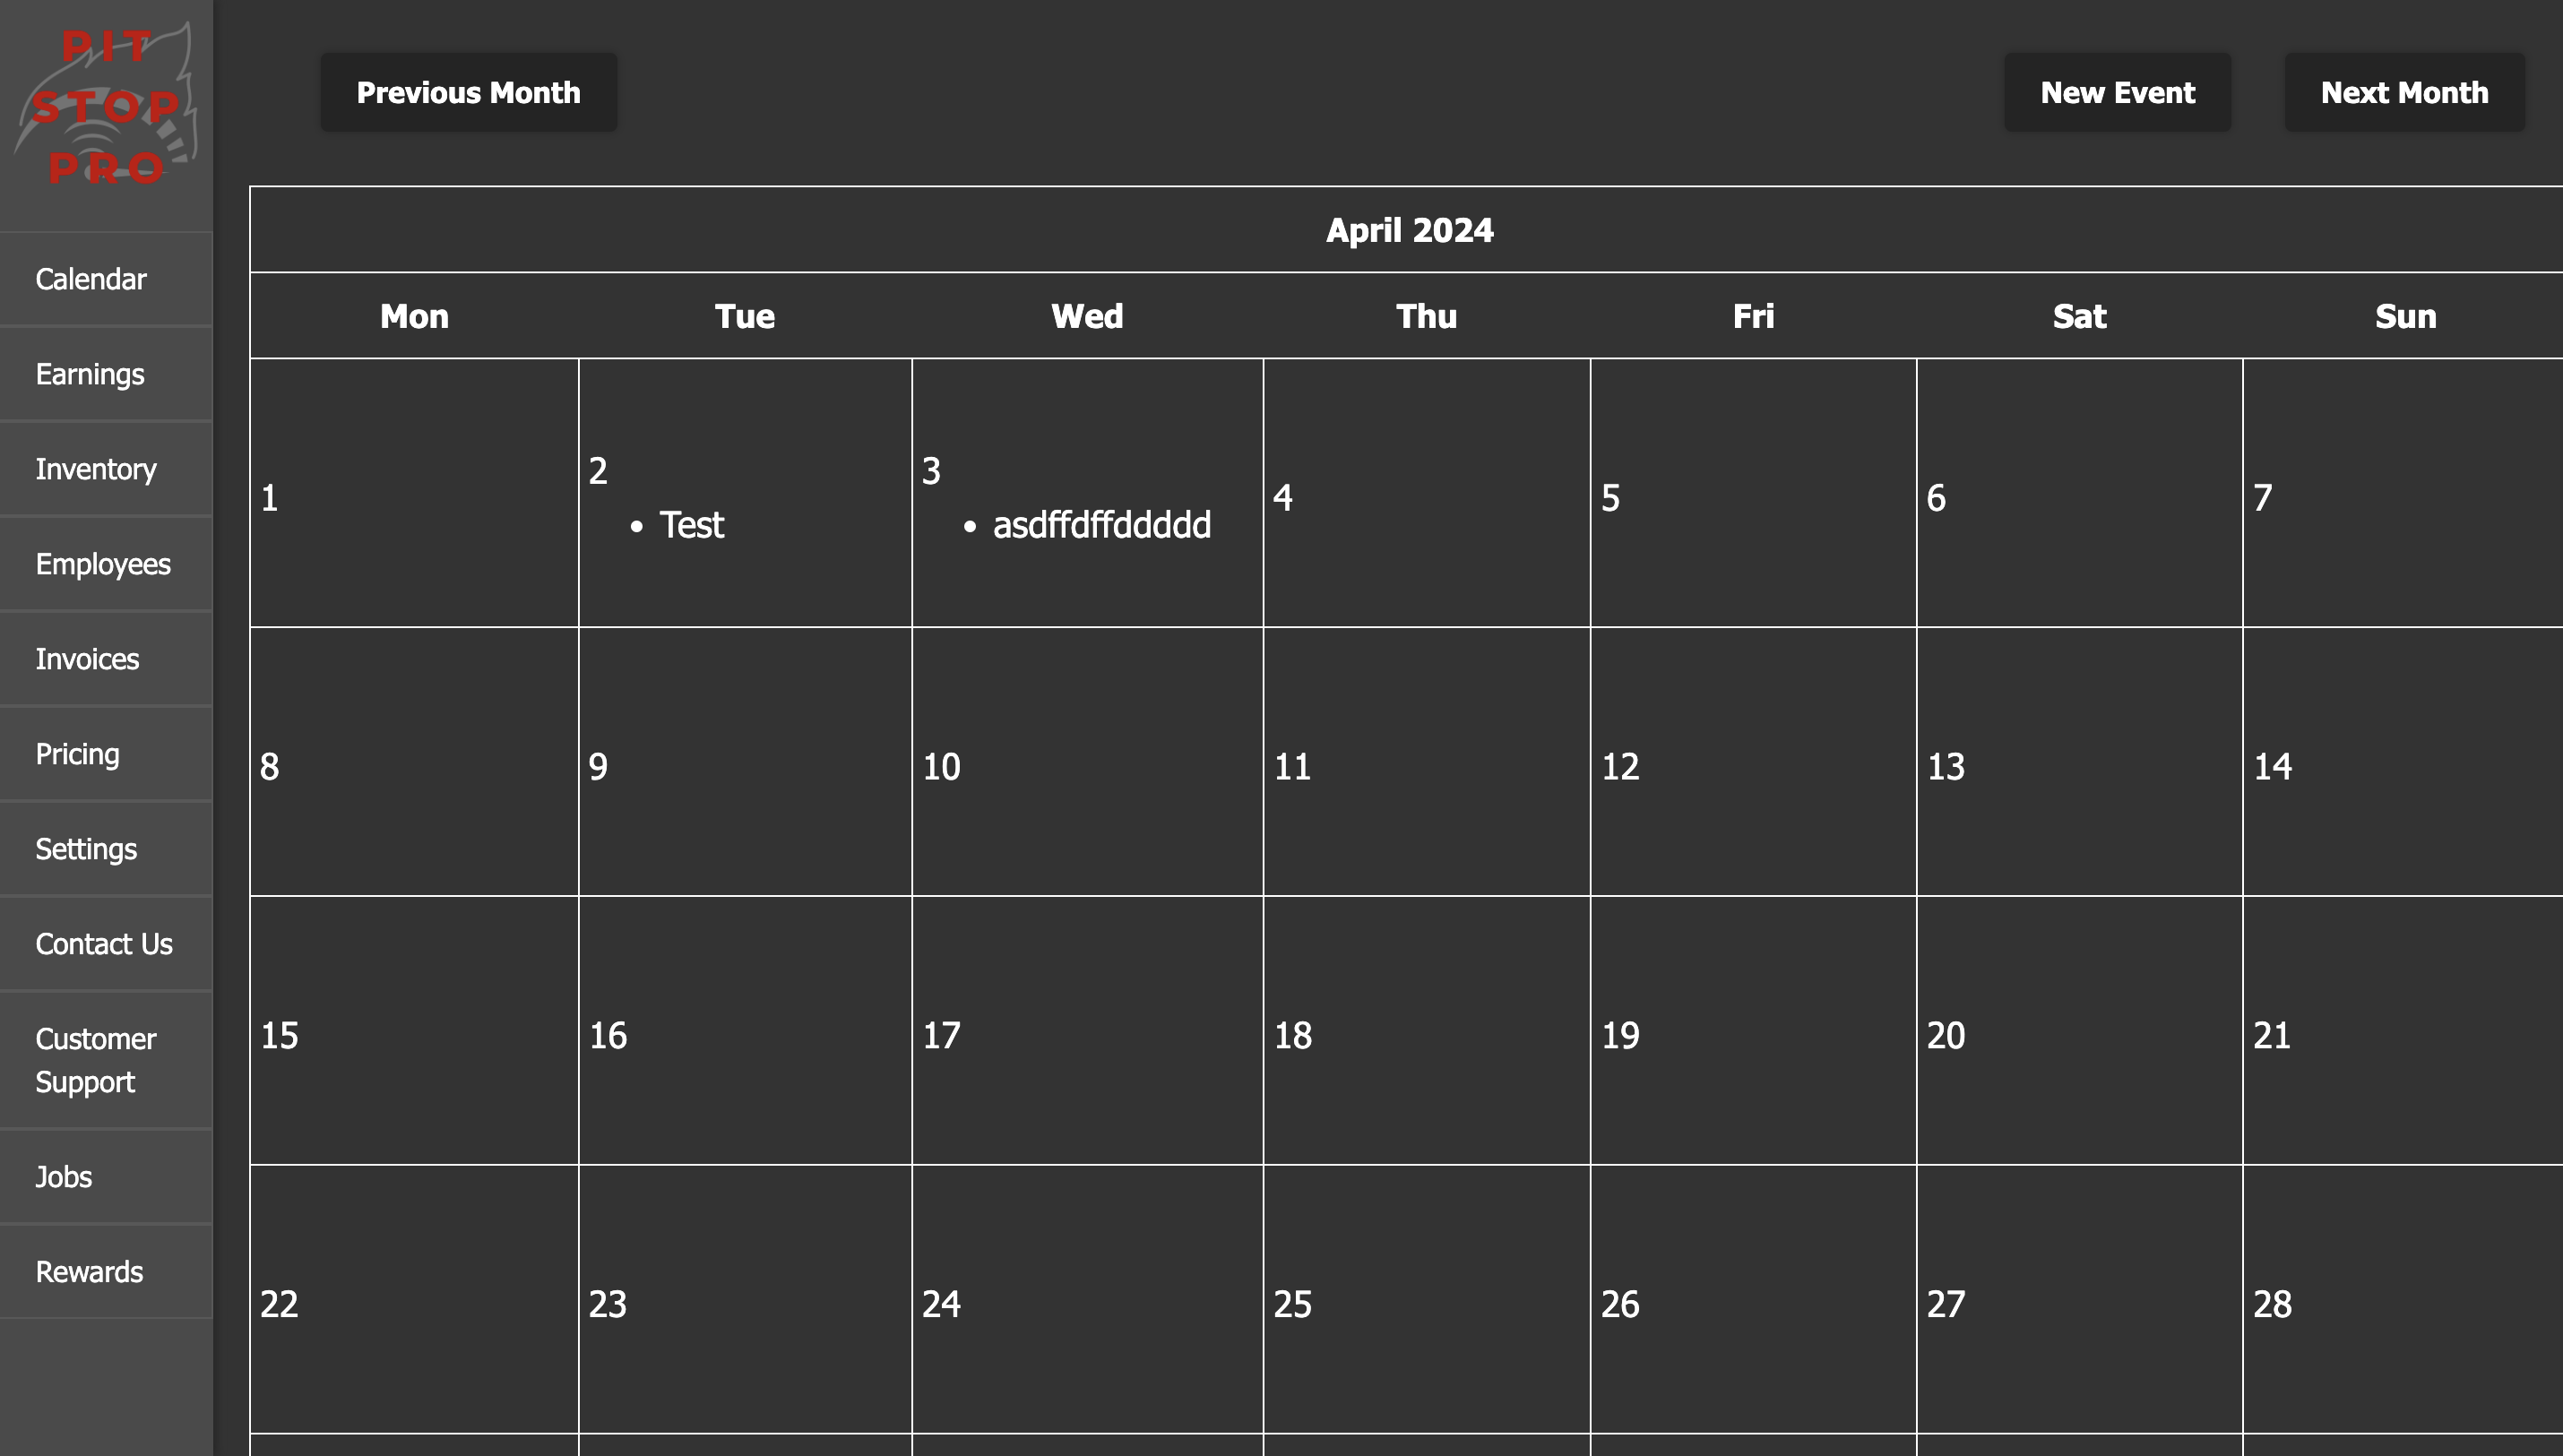 PIT
STOP
PRO
Calendar
Earnings
Inventory
Employees
Invoices
Pricing
Settings
Contact Us
Customer
Support
Jobs
Rewards
Previous Month
New Event
Next Month
April 2024
Mon Tue Wed Thu Fri Sat Sun
1 2 3 4 5 6 7
• Test • asdffdffddddd
8 9 10 11 12 13 14
15 16 17 18 19 20 21
22 23 24 25 26 27 28